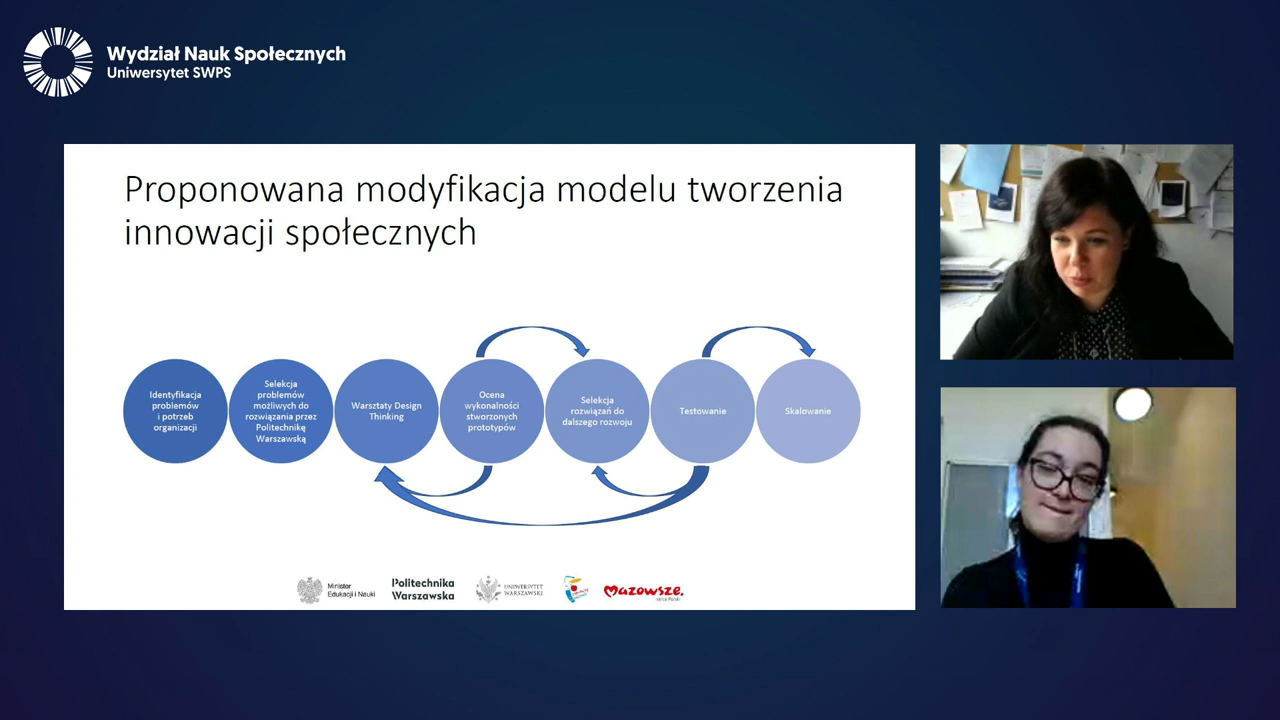 Wydział Nauk Społecznych
Uniwersytet SWPS
Proponowana modyfikacja modelu tworzenia
innowacji społecznych
Identyfikacja
problemów
i potrzeb
organizacji
Selekcja
problemów
możliwych do
rozwiązania przez
Politechnikę
Warszawską
Warsztaty Design
Thinking
Ocena
wykonalności
stworzonych
prototypów
Selekcja
rozwiązań do
dalszego rozwoju
Testowanie
Skalowanie
Minister
Edukacji i Nauki
Politechnika
Warszawska
UNIWERSYTET
WARSZAWSKI
Mazowsze.
serce Polski